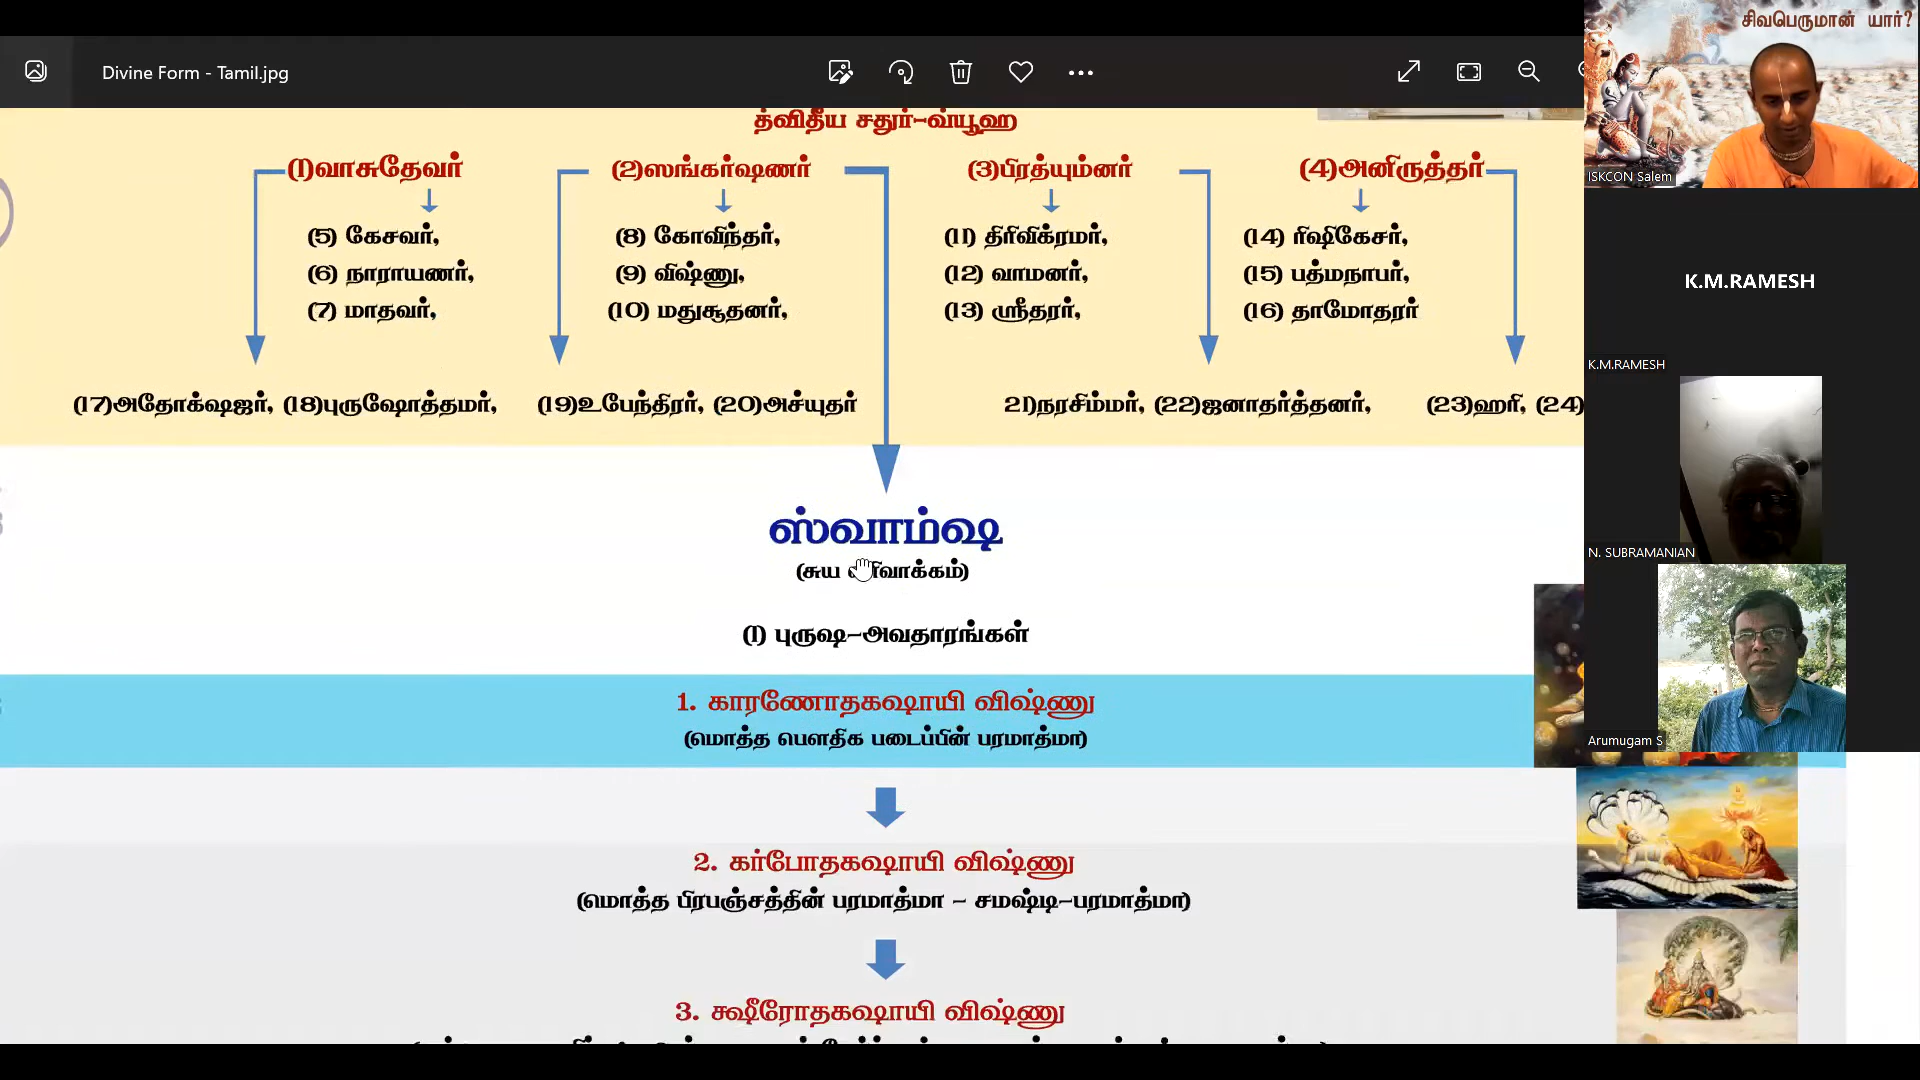 சிவபெருமான் யார்?
Divine Form - Tamil.jpg
த்விதீய சதுர்-வ்யூஹ
(1)வாசுதேவர் (2)ஸங்கர்ஷணர் (3)பிரத்யும்னர் (4)அனிருத்தர்
ISKCON Salem
(5) கேசவர், (8) கோவிந்தர், (11) திரிவிக்ரமர், (14) ரிஷிகேசர்,
(6) நாராயணர், (9) விஷ்ணு, (12) வாமனர், (15) பத்மநாபர்,
(7) மாதவர், (10) மதுசூதனர், (13) ஸ்ரீதரர், (16) தாமோதரர்
K.M.RAMESH
K.M.RAMESH
(17)அதோக்ஷஜர், (18)புருஷோத்தமர், (19)உபேந்திரர், (20)அச்யுதர் 21)நரசிம்மர், (22)ஜனாதர்த்தனர், (23)ஹரி, (24)
ஸ்வாம்ஷ
(சுய
N. SUBRAMANIAN
(1) புருஷ-அவதாரங்கள்
1. காரணோதகஷாயி விஷ்ணு
(மொத்த பௌதிக படைப்பின் பரமாத்மா)
Arumugam S
2. கர்போதகஷாயி விஷ்ணு
(மொத்த பிரபஞ்சத்தின் பரமாத்மா - சமஷ்டி-பரமாத்மா)
3. க்ஷீரோதகஷாயி விஷ்ணு